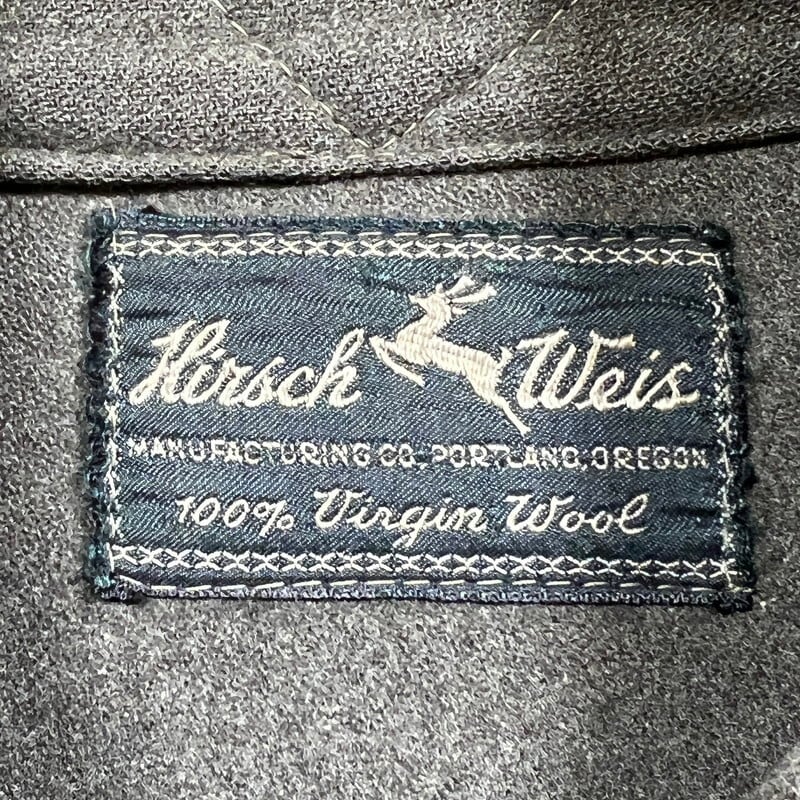 Hirsch Weis
MANUFACTURING CO. PORTLAND, OREGON
100% Virgin Wool